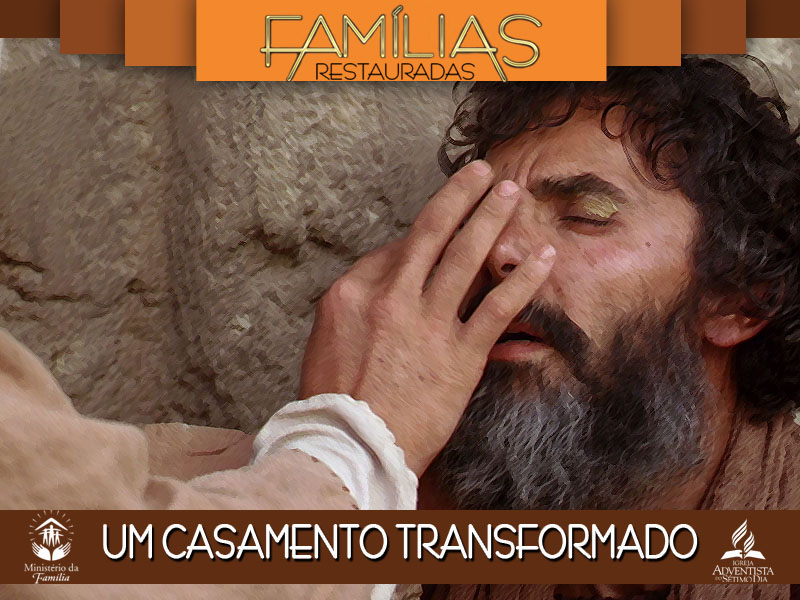 FAMÍLIAS
RESTAURADAS
UM CASAMENTO TRANSFORMADO
Ministério da
Família
IGREJA
ADVENTISTA
DO SÉTIMO DIA